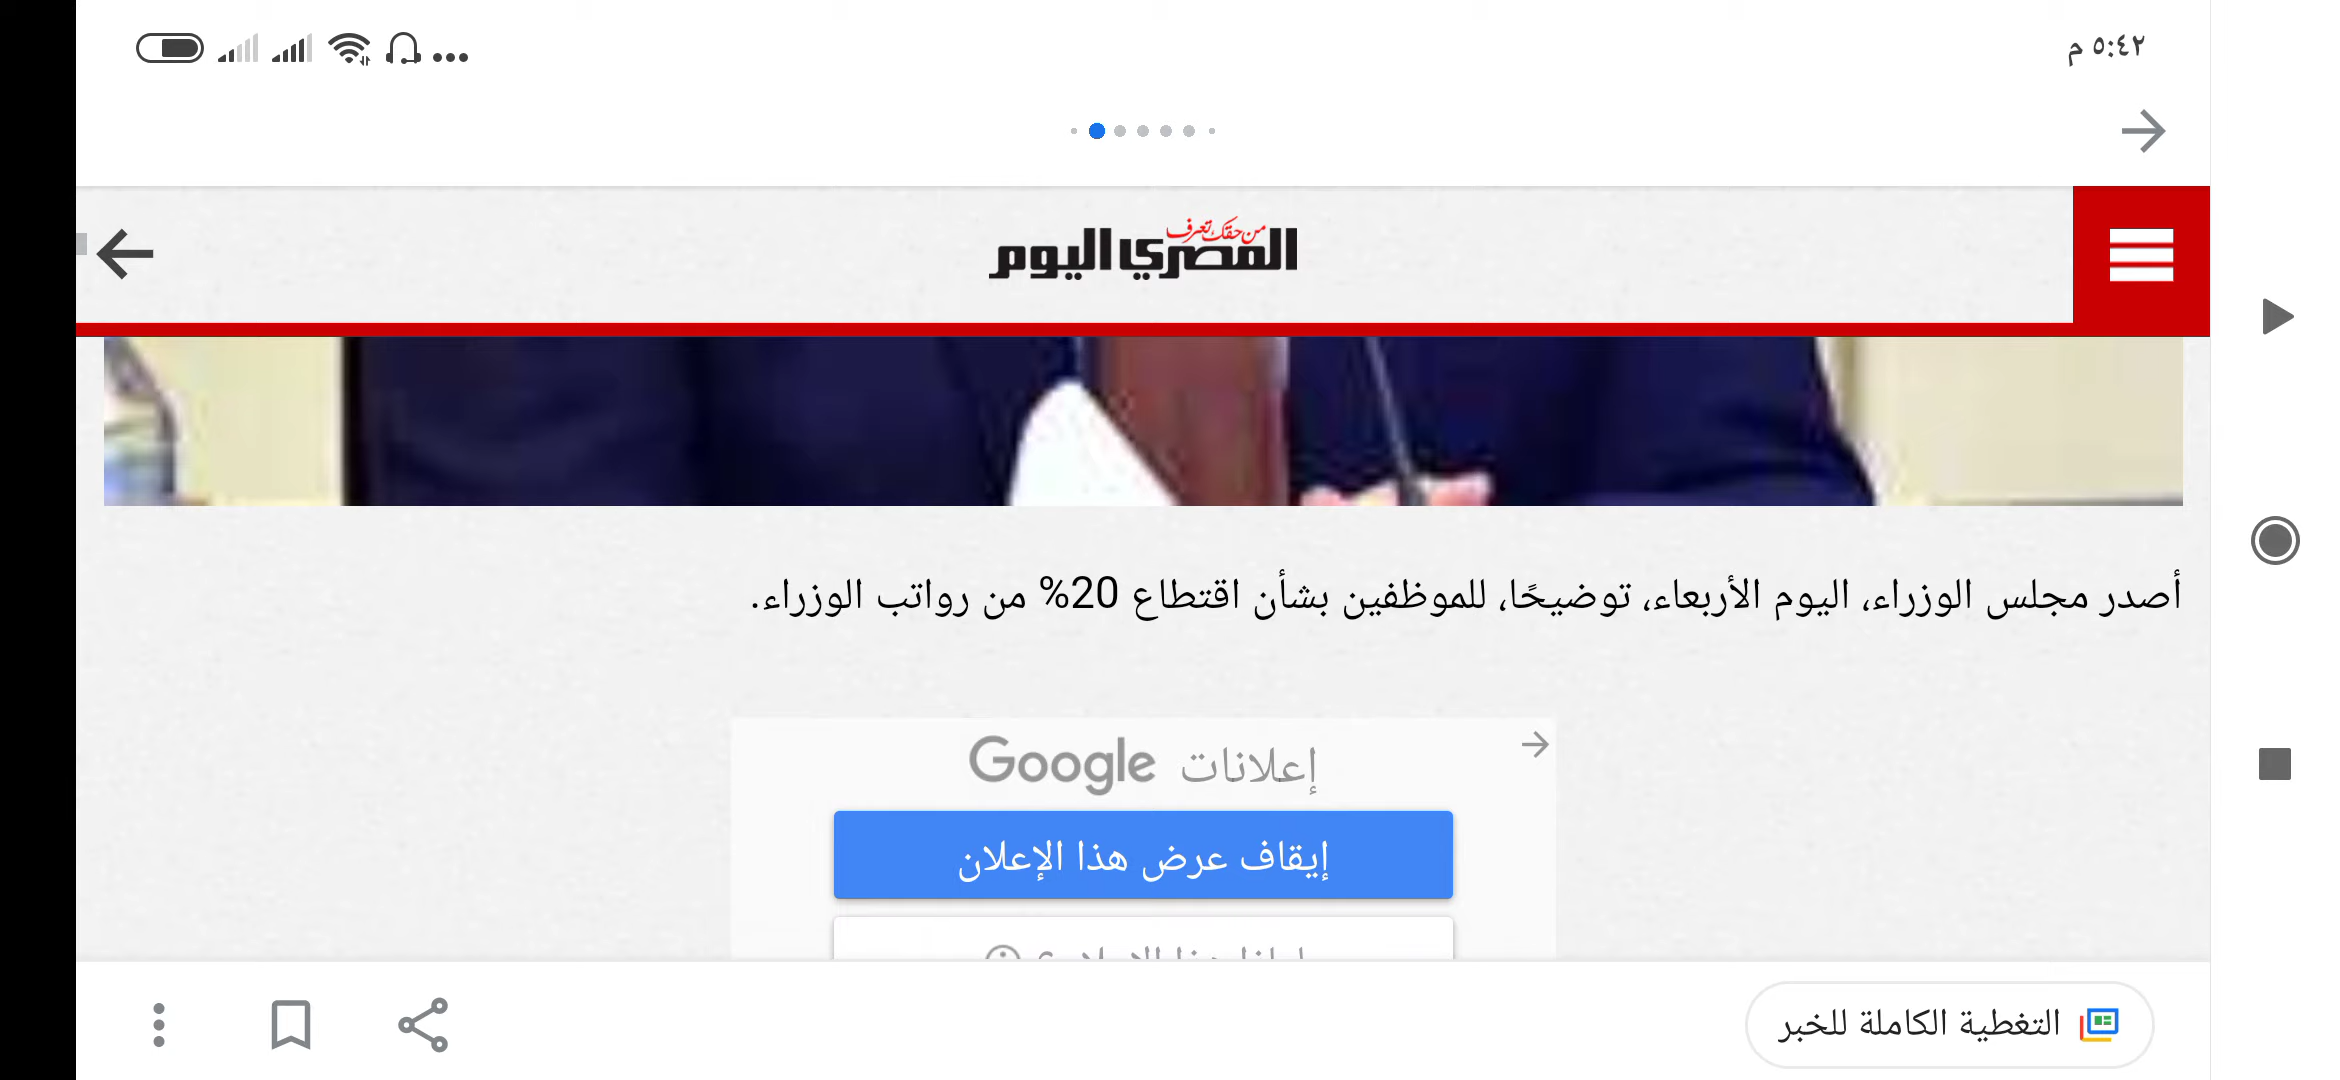 ٥:٤٢ م
من حقك تعرف
المصري اليوم
أصدر مجلس الوزراء، اليوم الأربعاء، توضيحًا، للموظفين بشأن اقتطاع 20% من رواتب الوزراء.
إعلانات Google
إيقاف عرض هذا الإعلان
التغطية الكاملة للخبر